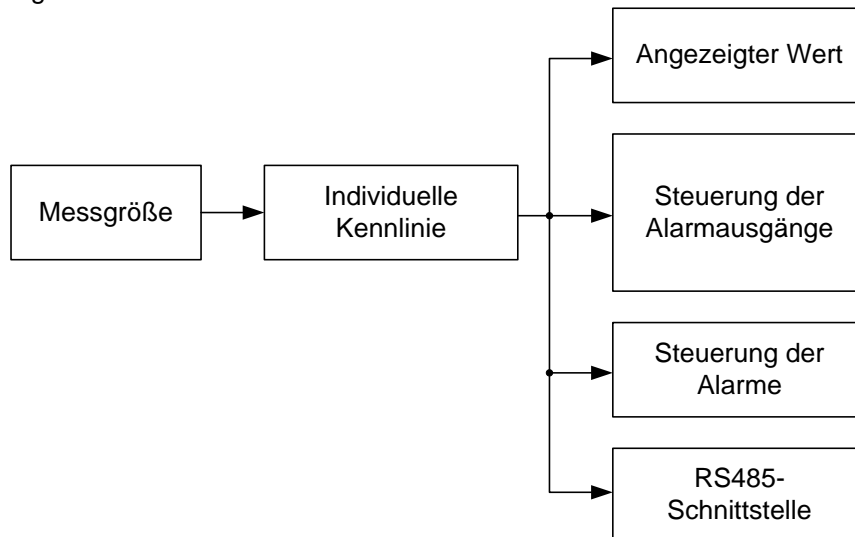 Angezeigter Wert
Messgröße
Individuelle
Kennlinie
Steuerung der
Alarmausgänge
Steuerung der
Alarme
RS485-
Schnittstelle